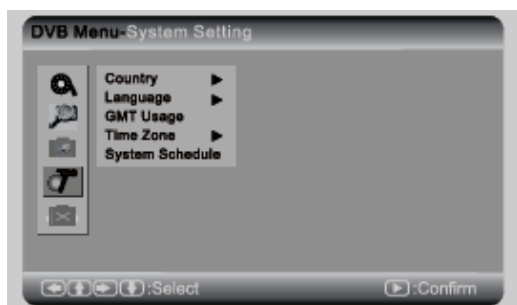 DVB Menu-System Setting
Country
Language
GMT Usage
Time Zone
System Schedule
:Select
:Confirm